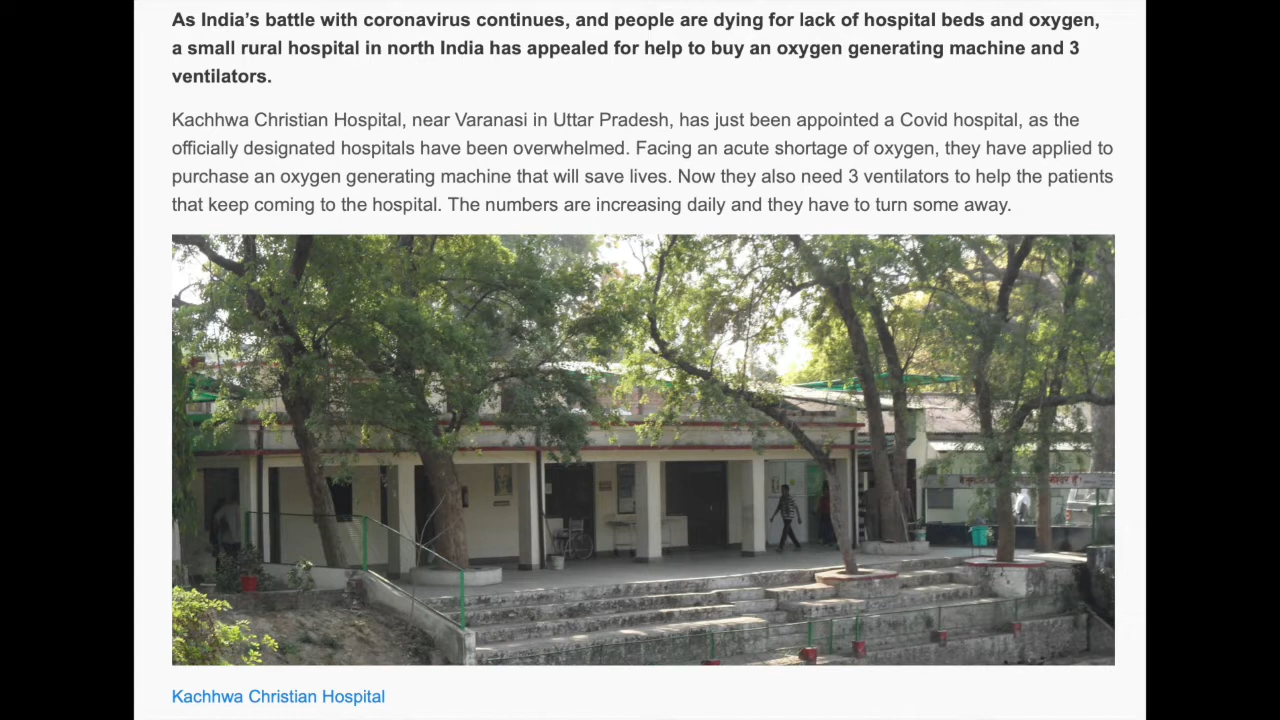 As India’s battle with coronavirus continues, and people are dying for lack of hospital beds and oxygen,
a small rural hospital in north India has appealed for help to buy an oxygen generating machine and 3
ventilators.
Kachhwa Christian Hospital, near Varanasi in Uttar Pradesh, has just been appointed a Covid hospital, as the
officially designated hospitals have been overwhelmed. Facing an acute shortage of oxygen, they have applied to
purchase an oxygen generating machine that will save lives. Now they also need 3 ventilators to help the patients
that keep coming to the hospital. The numbers are increasing daily and they have to turn some away.
Kachhwa Christian Hospital